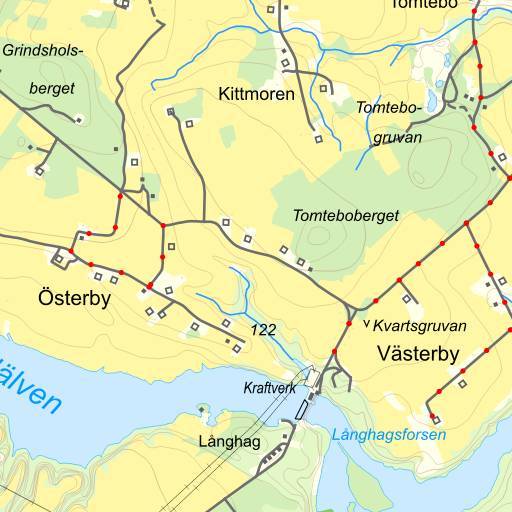 Tomtebo
Grindshols-
berget
Kittmoren
Tomtebo-
gruvan
Tomteboberget
Österby
122
Kvartsgruvan
Västerby
Kraftverk
älven
Långhag
Långhagsforsen